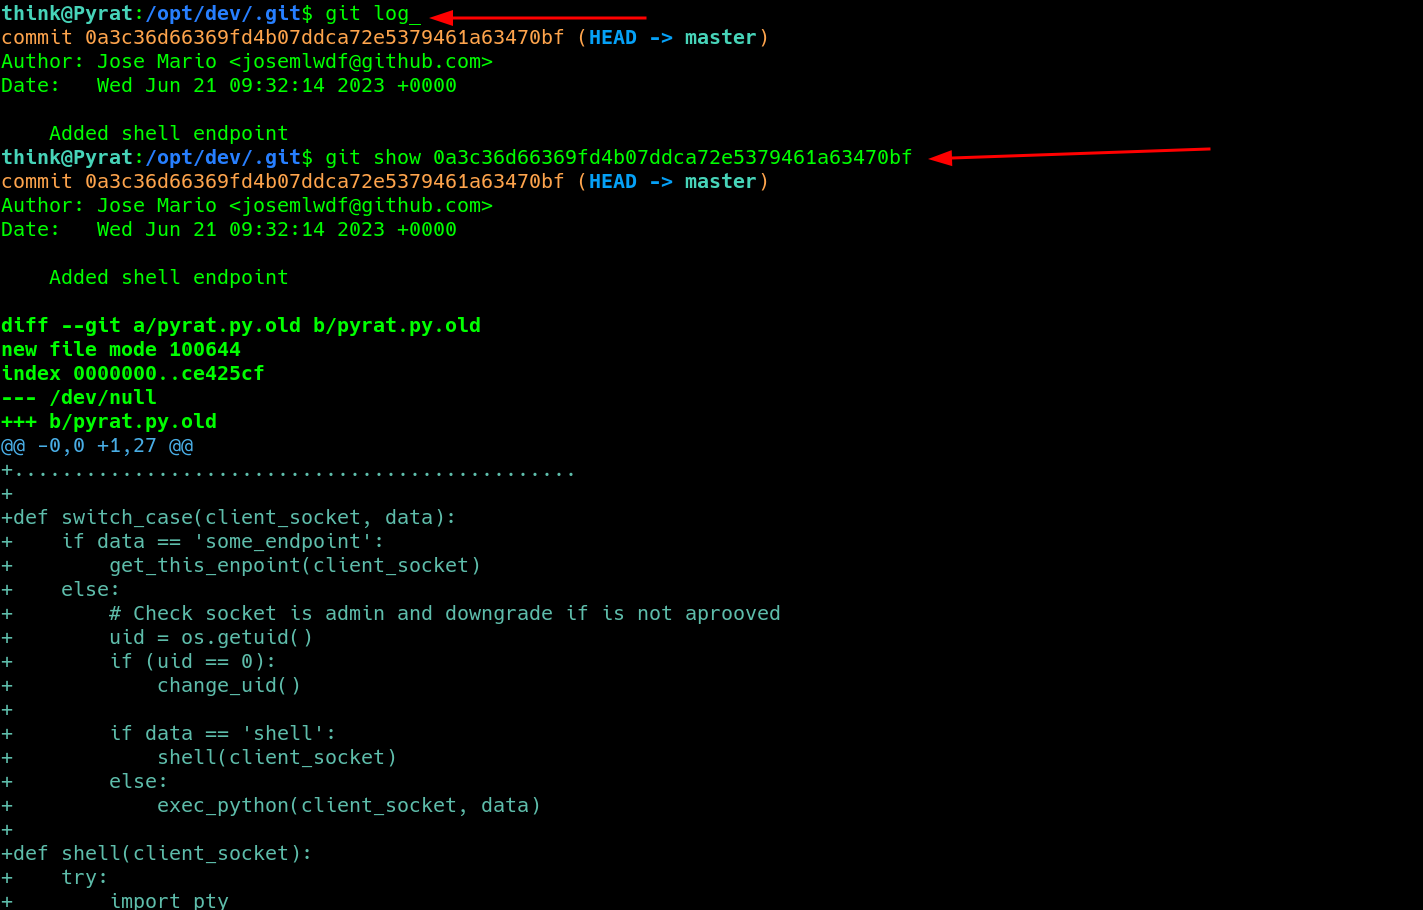 think@Pyrat:/opt/dev/.git$ git log_
commit 0a3c36d66369fd4b07ddca72e5379461a63470bf (HEAD -> master)
Author: Jose Mario <josemlwdf@github.com>
Date:   Wed Jun 21 09:32:14 2023 +0000
    Added shell endpoint
think@Pyrat:/opt/dev/.git$ git show 0a3c36d66369fd4b07ddca72e5379461a63470bf
commit 0a3c36d66369fd4b07ddca72e5379461a63470bf (HEAD -> master)
Author: Jose Mario <josemlwdf@github.com>
Date:   Wed Jun 21 09:32:14 2023 +0000
    Added shell endpoint
diff --git a/pyrat.py.old b/pyrat.py.old
new file mode 100644
index 0000000..ce425cf
--- /dev/null
+++ b/pyrat.py.old
@@ -0,0 +1,27 @@
+...............................................
+
+def switch_case(client_socket, data):
+    if data == 'some_endpoint':
+        get_this_enpoint(client_socket)
+    else:
+        # Check socket is admin and downgrade if is not aprooved
+        uid = os.getuid()
+        if (uid == 0):
+            change_uid()
+
+        if data == 'shell':
+            shell(client_socket)
+        else:
+            exec_python(client_socket, data)
+
+def shell(client_socket):
+    try:
+        import pty